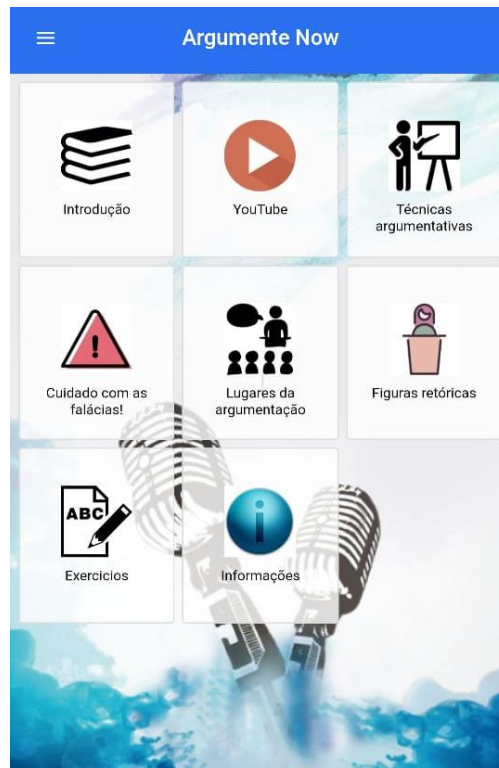 Argumente Now
Introdução
YouTube
Técnicas
argumentativas
Cuidado com as
falácias!
Lugares da
argumentação
Figuras retóricas
ABC
Exercicios
i
Informações